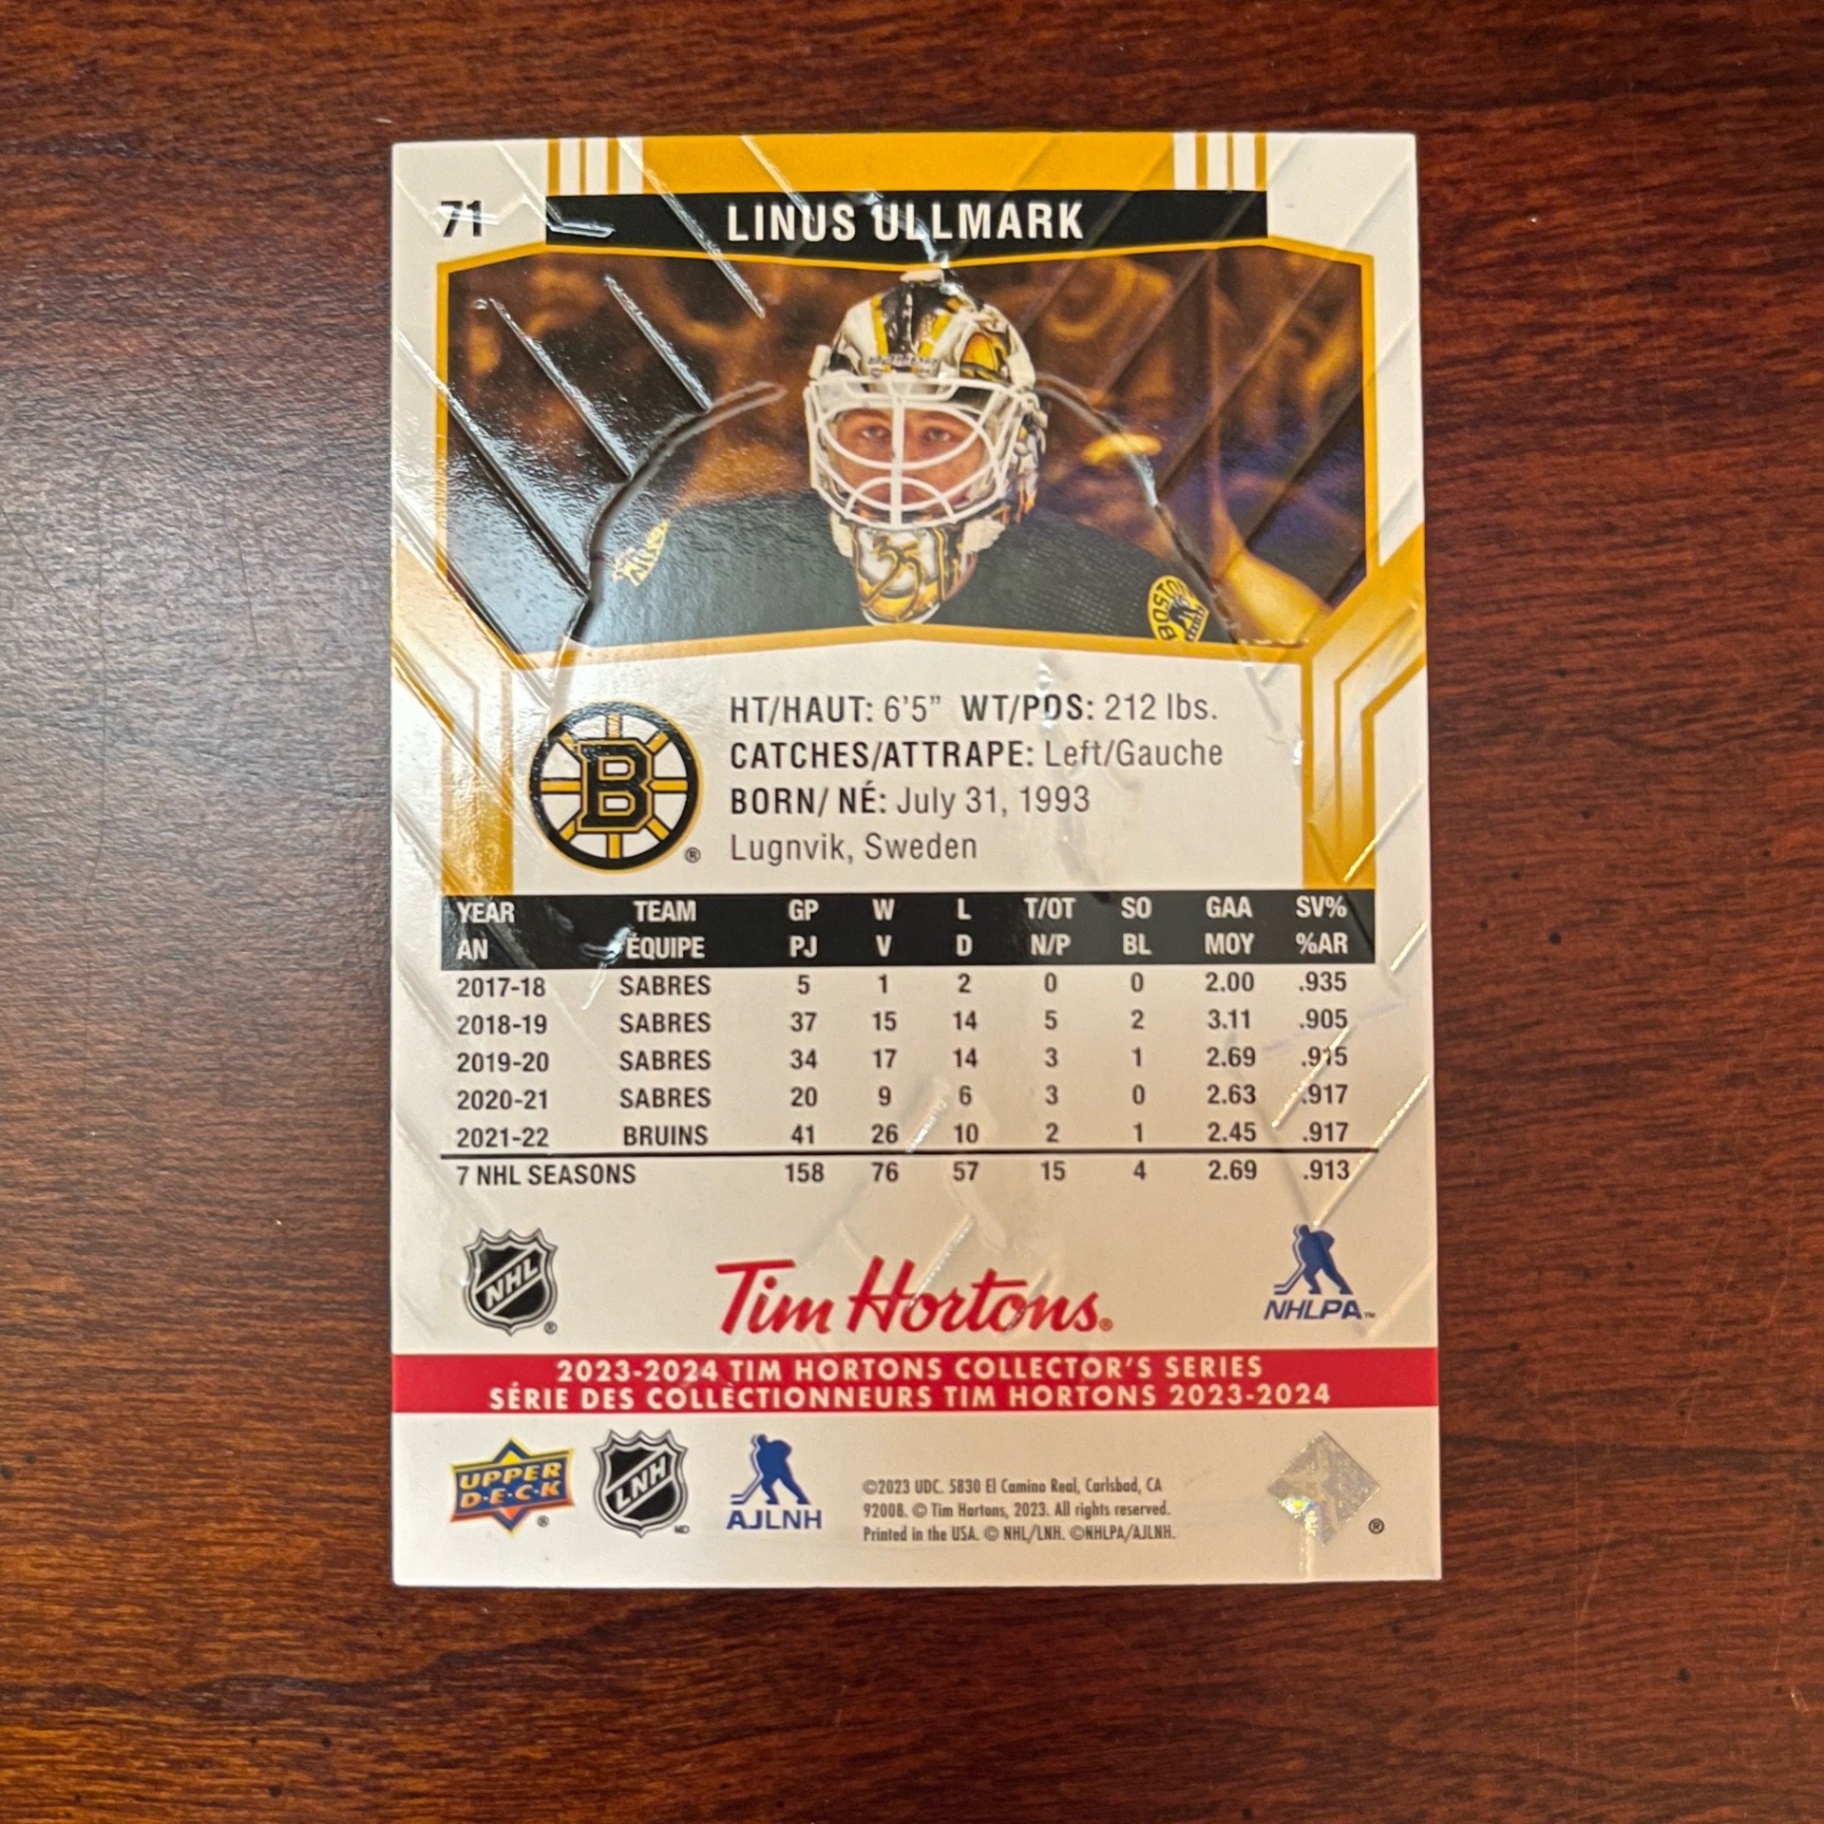 71
LINUS ULLMARK
35
BOSTON
B
HT/HAUT: 6'5” WT/POS: 212 lbs.
CATCHES/ATTRAPE: Left/Gauche
BORN/ NÉ: July 31, 1993
Lugnvik, Sweden
®
YEAR TEAM GP W L T/OT SO GAA SV%
AN ÉQUIPE PJ V D N/P BL MOY %AR
2017-18 SABRES 5 1 2 0 0 2.00 .935
2018-19 SABRES 37 15 14 5 2 3.11 .905
2019-20 SABRES 34 17 14 3 1 2.69 .915
2020-21 SABRES 20 9 6 3 0 2.63 .917
2021-22 BRUINS 41 26 10 2 1 2.45 .917
7 NHL SEASONS 158 76 57 15 4 2.69 .913
NHL ®
Tim Hortons®
NHLPA™
2023-2024 TIM HORTONS COLLECTOR'S SERIES
SÉRIE DES COLLECTIONNEURS TIM HORTONS 2023-2024
UPPER
D·E·C·K ®
LNH MD
AJLNH
©2023 UDC. 5830 El Camino Real, Carlsbad, CA
92008. © Tim Hortons, 2023. All rights reserved.
Printed in the USA. © NHL/LNH. ©NHLPA/AJLNH.
®